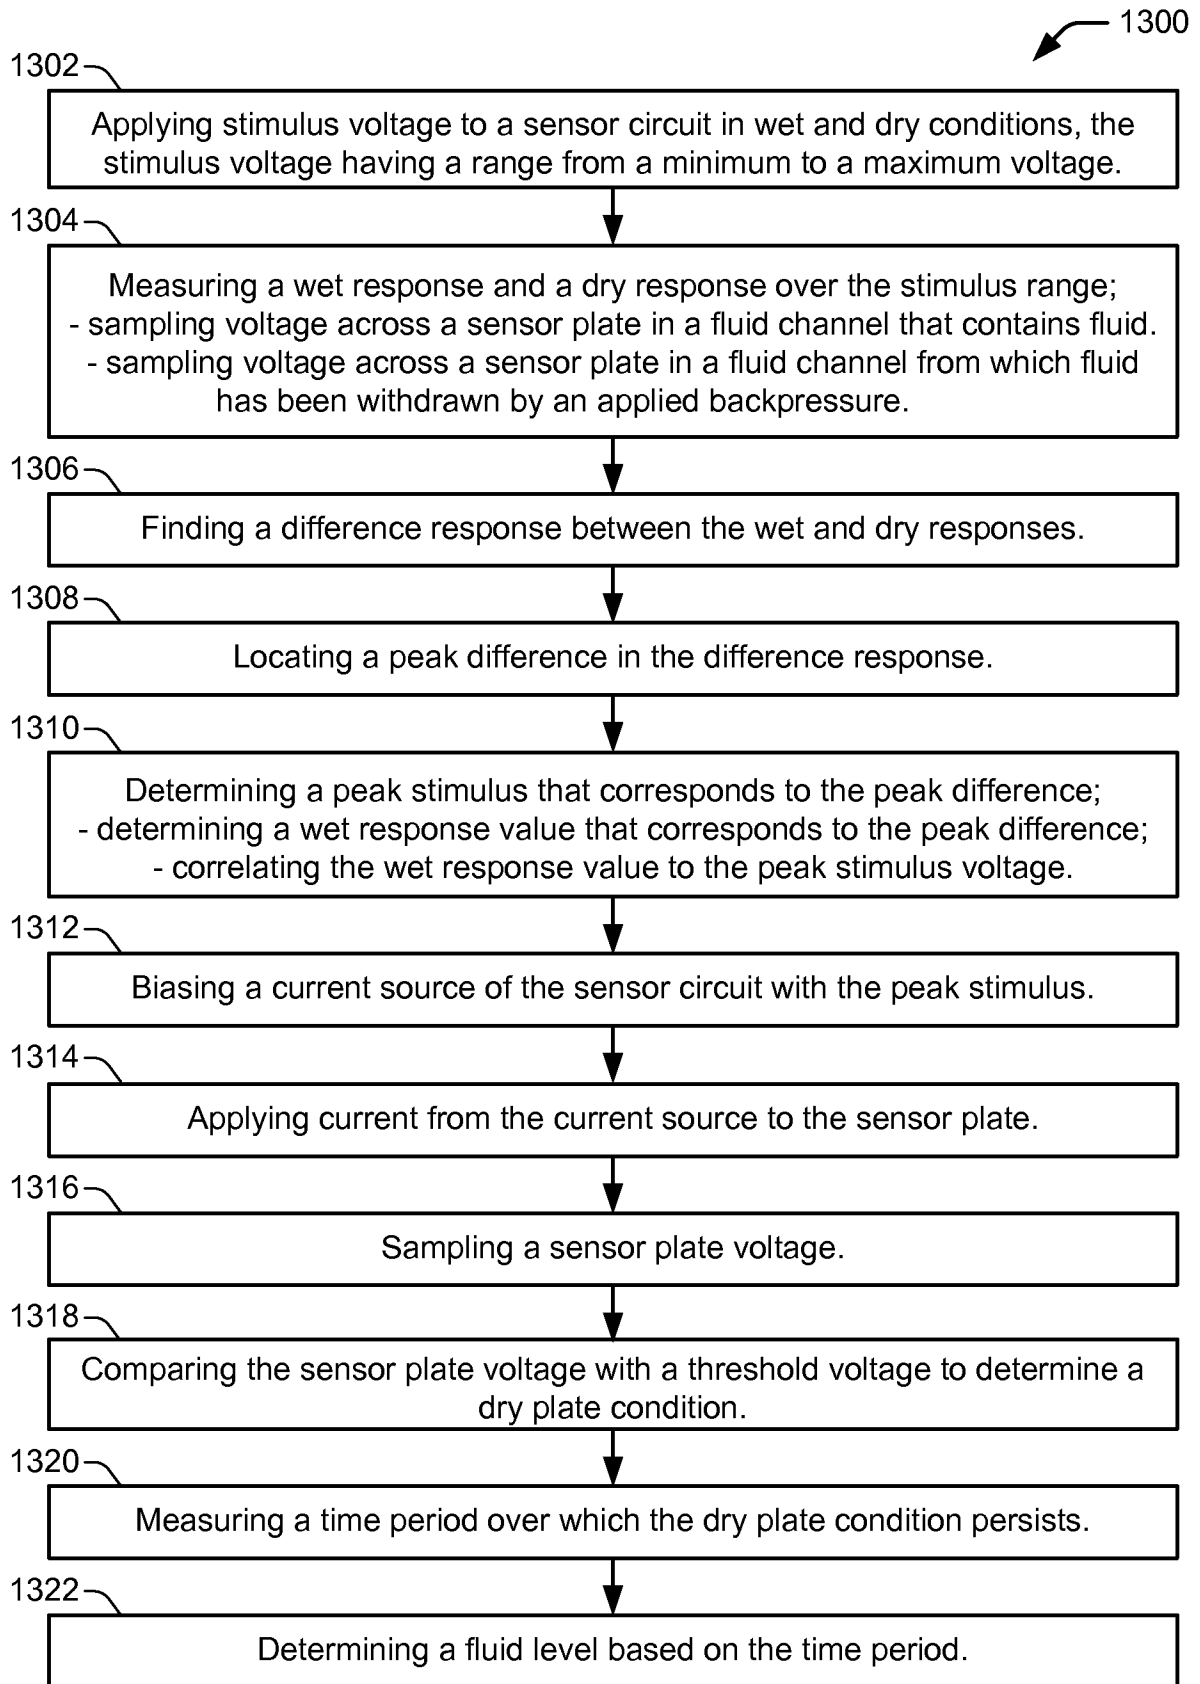 1300
1302
Applying stimulus voltage to a sensor circuit in wet and dry conditions, the
stimulus voltage having a range from a minimum to a maximum voltage.
1304
Measuring a wet response and a dry response over the stimulus range;
- sampling voltage across a sensor plate in a fluid channel that contains fluid.
- sampling voltage across a sensor plate in a fluid channel from which fluid
has been withdrawn by an applied backpressure.
1306
Finding a difference response between the wet and dry responses.
1308
Locating a peak difference in the difference response.
1310
Determining a peak stimulus that corresponds to the peak difference;
- determining a wet response value that corresponds to the peak difference;
- correlating the wet response value to the peak stimulus voltage.
1312
Biasing a current source of the sensor circuit with the peak stimulus.
1314
Applying current from the current source to the sensor plate.
1316
Sampling a sensor plate voltage.
1318
Comparing the sensor plate voltage with a threshold voltage to determine a
dry plate condition.
1320
Measuring a time period over which the dry plate condition persists.
1322
Determining a fluid level based on the time period.